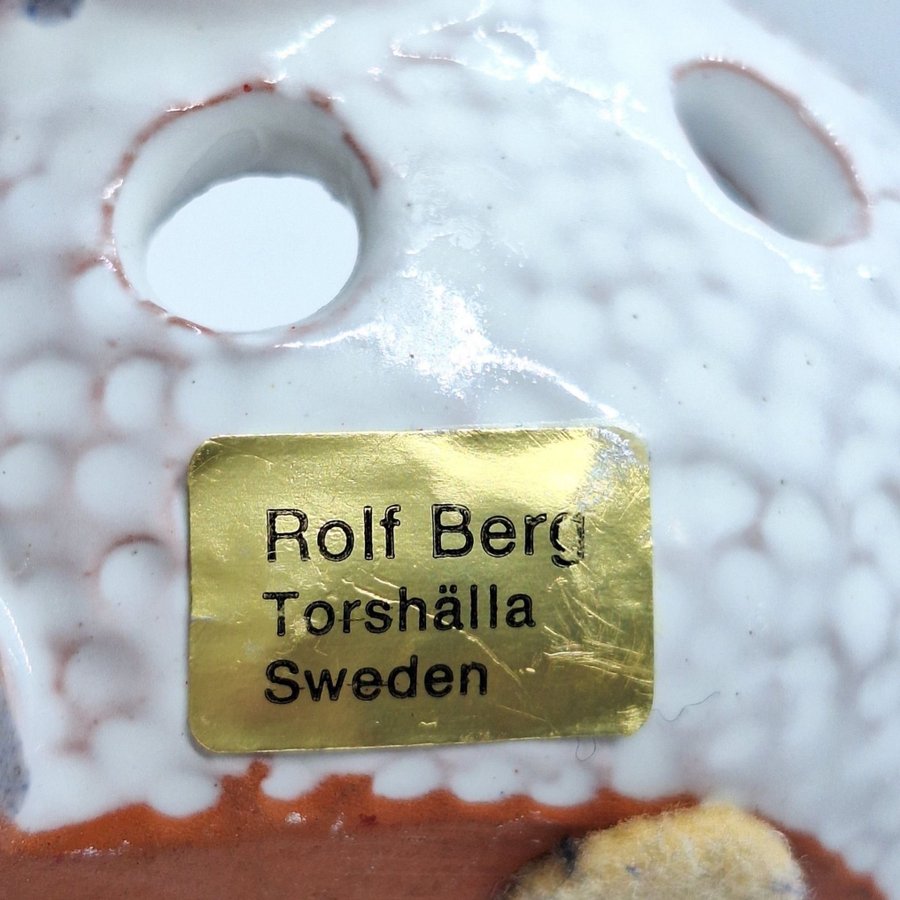 Rolf Berg
Torshälla
Sweden